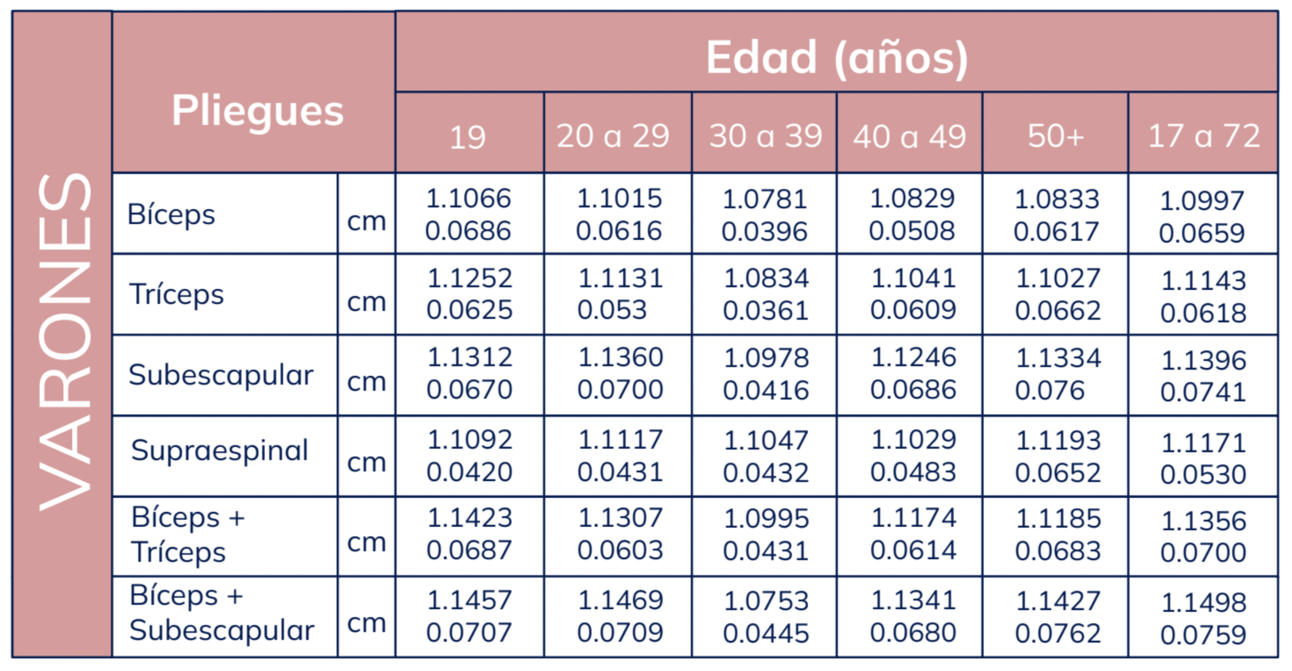 VARONES
Pliegues
Edad (años)
19 20 a 29 30 a 39 40 a 49 50+ 17 a 72
Bíceps cm 1.1066 1.1015 1.0781 1.0829 1.0833 1.0997
0.0686 0.0616 0.0396 0.0508 0.0617 0.0659
Tríceps cm 1.1252 1.1131 1.0834 1.1041 1.1027 1.1143
0.0625 0.053 0.0361 0.0609 0.0662 0.0618
Subescapular cm 1.1312 1.1360 1.0978 1.1246 1.1334 1.1396
0.0670 0.0700 0.0416 0.0686 0.076 0.0741
Supraespinal cm 1.1092 1.1117 1.1047 1.1029 1.1193 1.1171
0.0420 0.0431 0.0432 0.0483 0.0652 0.0530
Bíceps + 1.1423 1.1307 1.0995 1.1174 1.1185 1.1356
Tríceps cm 0.0687 0.0603 0.0431 0.0614 0.0683 0.0700
Bíceps + 1.1457 1.1469 1.0753 1.1341 1.1427 1.1498
Subescapular cm 0.0707 0.0709 0.0445 0.0680 0.0762 0.0759